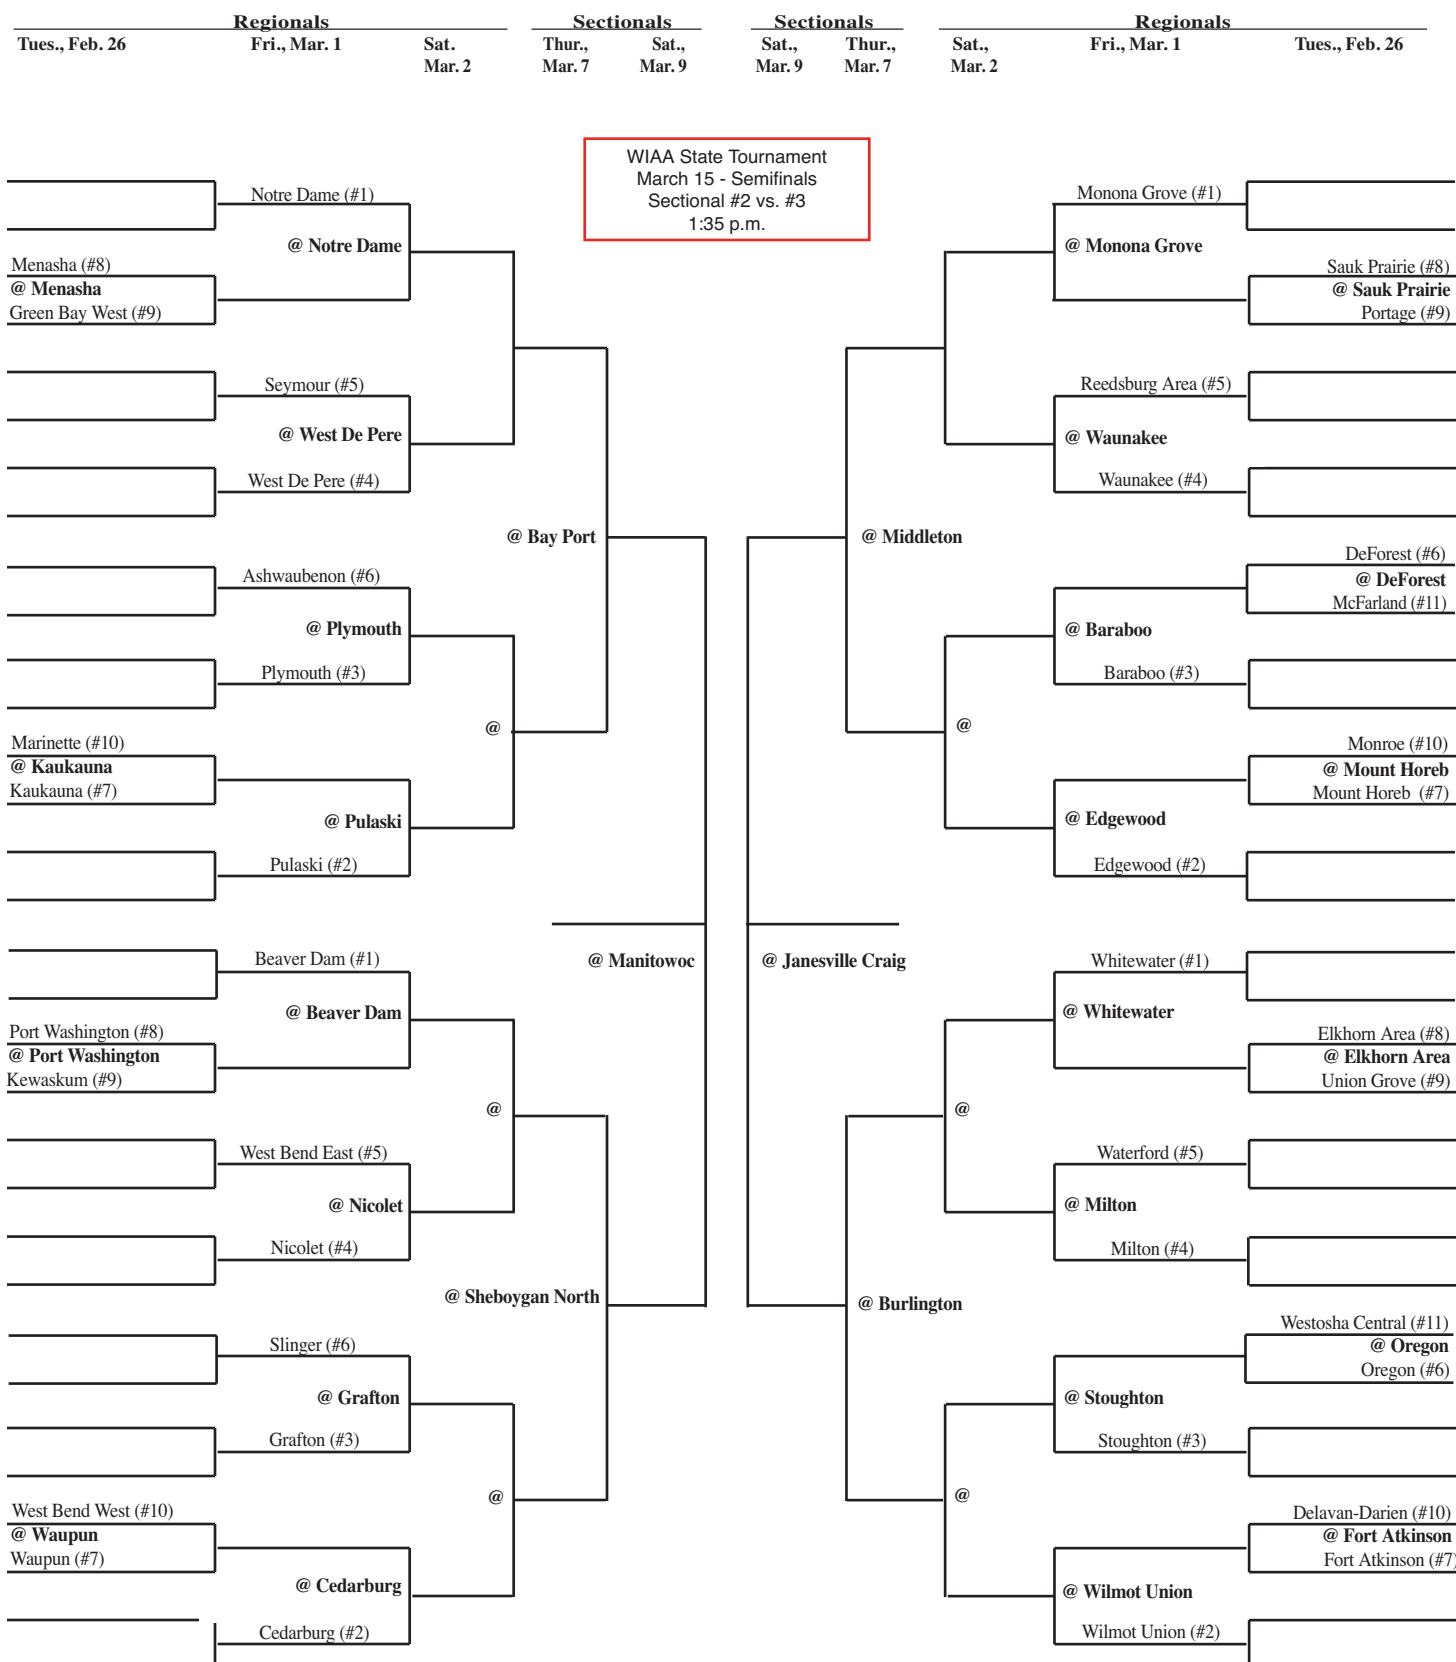 Regionals
Sectionals
Sectionals
Regionals
Tues., Feb. 26
Fri., Mar. 1
Sat.
Mar. 2
Thur.,
Mar. 7
Sat.,
Mar. 9
Sat.,
Mar. 9
Thur.,
Mar. 7
Sat.,
Mar. 2
Fri., Mar. 1
Tues., Feb. 26
WIAA State Tournament
March 15 - Semifinals
Sectional #2 vs. #3
1:35 p.m.
Notre Dame (#1)
@ Notre Dame
Menasha (#8)
@ Menasha
Green Bay West (#9)
Seymour (#5)
@ West De Pere
West De Pere (#4)
@ Bay Port
Ashwaubenon (#6)
@ Plymouth
Plymouth (#3)
@
Marinette (#10)
@ Kaukauna
Kaukauna (#7)
@ Pulaski
Pulaski (#2)
@ Manitowoc
Beaver Dam (#1)
@ Beaver Dam
Port Washington (#8)
@ Port Washington
Kewaskum (#9)
@
West Bend East (#5)
@ Nicolet
Nicolet (#4)
@ Sheboygan North
Slinger (#6)
@ Grafton
Grafton (#3)
@
West Bend West (#10)
@ Waupun
Waupun (#7)
@ Cedarburg
Cedarburg (#2)
Monona Grove (#1)
@ Monona Grove
Sauk Prairie (#8)
@ Sauk Prairie
Portage (#9)
Reedsburg Area (#5)
@ Waunakee
Waunakee (#4)
@ Middleton
DeForest (#6)
@ DeForest
McFarland (#11)
@ Baraboo
Baraboo (#3)
@
Monroe (#10)
@ Mount Horeb
Mount Horeb (#7)
@ Edgewood
Edgewood (#2)
@ Janesville Craig
Whitewater (#1)
@ Whitewater
Elkhorn Area (#8)
@ Elkhorn Area
Union Grove (#9)
@
Waterford (#5)
@ Milton
Milton (#4)
@ Burlington
Westosha Central (#11)
@ Oregon
Oregon (#6)
@ Stoughton
Stoughton (#3)
@
Delavan-Darien (#10)
@ Fort Atkinson
Fort Atkinson (#7)
@ Wilmot Union
Wilmot Union (#2)